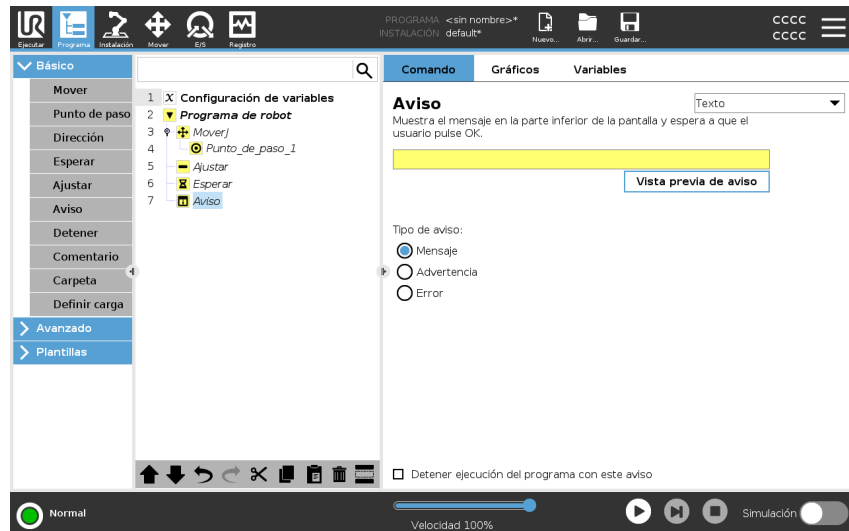 UR
Ejecutar
Programa
Instalación
Mover
E/S
Registro
PROGRAMA <sin nombre>*
INSTALACIÓN default*
Nuevo...
Abrir...
Guardar...
cccc
cccc
Básico
Mover
Punto de paso
Dirección
Esperar
Ajustar
Aviso
Detener
Comentario
Carpeta
Definir carga
Avanzado
Plantillas
1 X Configuración de variables
2 Programa de robot
3 MoverJ
4 Punto_de_paso_1
5 Ajustar
6 Esperar
7 Aviso
Comando Gráficos Variables
Aviso
Texto
Muestra el mensaje en la parte inferior de la pantalla y espera a que el
usuario pulse OK.
Vista previa de aviso
Tipo de aviso:
Mensaje
Advertencia
Error
Detener ejecución del programa con este aviso
Normal
Velocidad 100%
Simulación